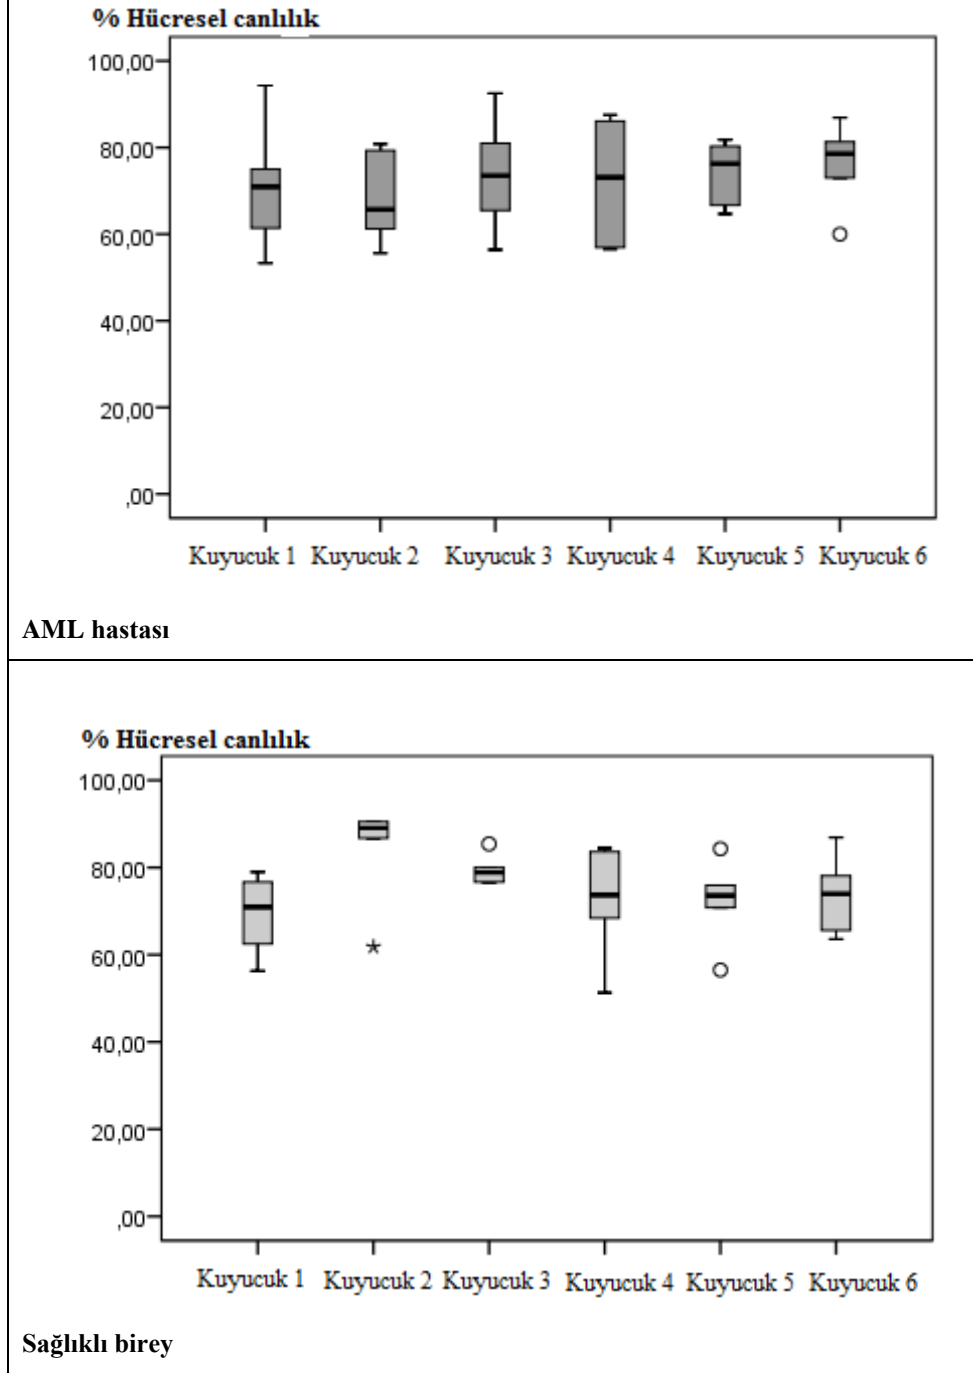 % Hücresel canlılık
100,00
80,00
60,00
40,00
20,00
,00
Kuyucuk 1 Kuyucuk 2 Kuyucuk 3 Kuyucuk 4 Kuyucuk 5 Kuyucuk 6
AML hastası
% Hücresel canlılık
100,00
80,00
60,00
40,00
20,00
,00
Kuyucuk 1 Kuyucuk 2 Kuyucuk 3 Kuyucuk 4 Kuyucuk 5 Kuyucuk 6
Sağlıklı birey